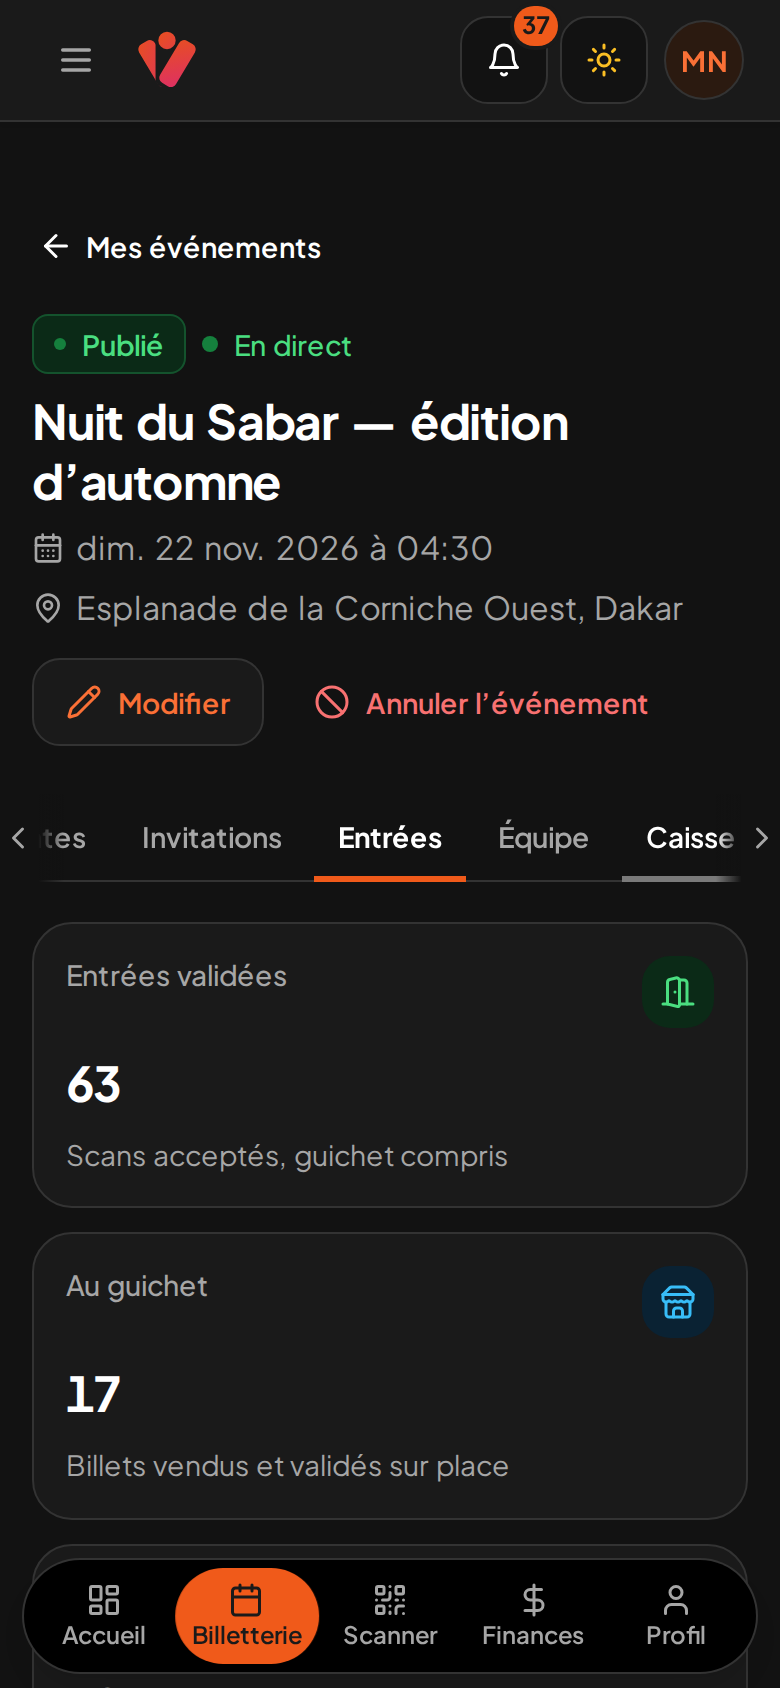 37
MN
Mes événements
Publié
En direct
Nuit du Sabar — édition
d’automne
dim. 22 nov. 2026 à 04:30
Esplanade de la Corniche Ouest, Dakar
Modifier
Annuler l’événement
Invitations
Entrées
Équipe
Caisse
Entrées validées
63
Scans acceptés, guichet compris
Au guichet
17
Billets vendus et validés sur place
Accueil
Billetterie
Scanner
Finances
Profil